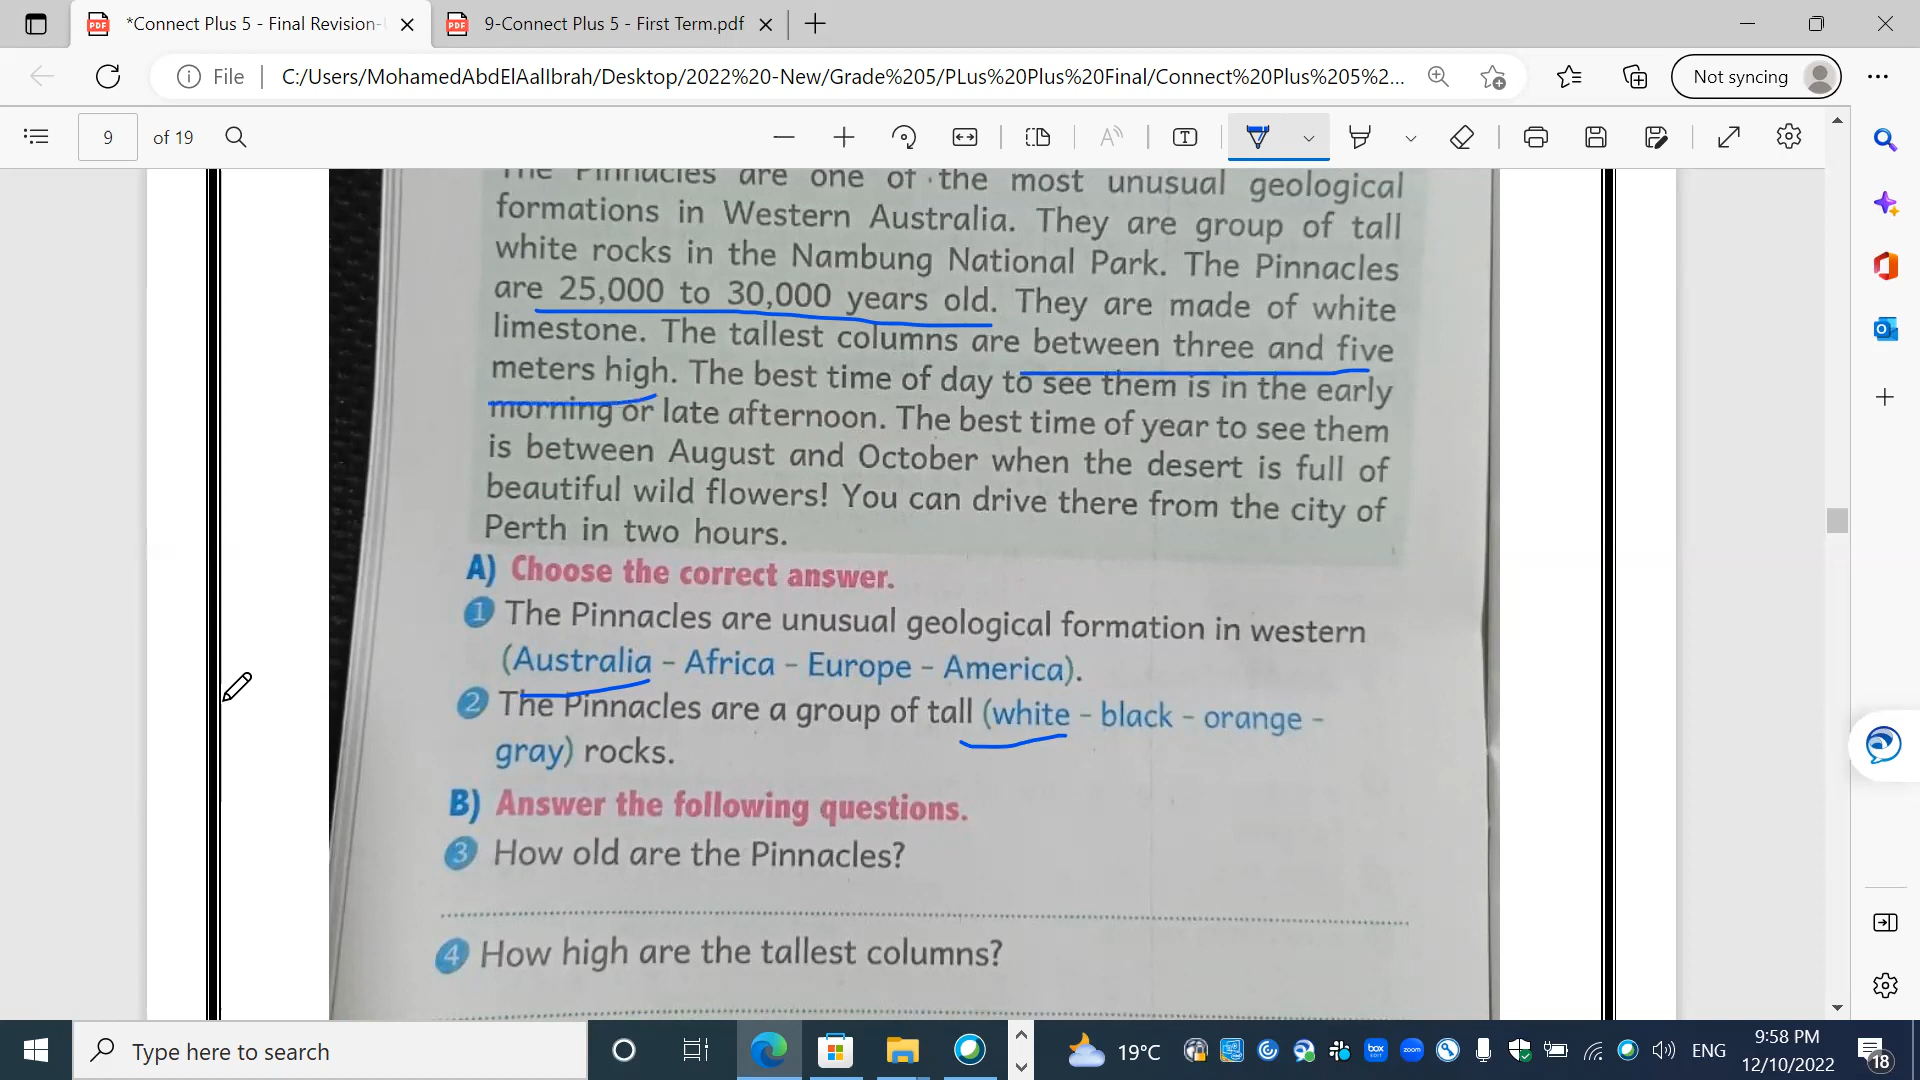 *Connect Plus 5 - Final Revision-
9-Connect Plus 5 - First Term.pdf
File
C:/Users/MohamedAbdElAalIbrah/Desktop/2022%20-New/Grade%205/PLus%20Plus%20Final/Connect%20Plus%205%2...
Not syncing
9 of 19
The Pinnacles are one of the most unusual geological
formations in Western Australia. They are group of tall
white rocks in the Nambung National Park. The Pinnacles
are 25,000 to 30,000 years old. They are made of white
limestone. The tallest columns are between three and five
meters high. The best time of day to see them is in the early
morning or late afternoon. The best time of year to see them
is between August and October when the desert is full of
beautiful wild flowers! You can drive there from the city of
Perth in two hours.
A) Choose the correct answer.
1 The Pinnacles are unusual geological formation in western
(Australia - Africa - Europe - America).
2 The Pinnacles are a group of tall (white - black - orange -
gray) rocks.
B) Answer the following questions.
3 How old are the Pinnacles?
4 How high are the tallest columns?
Type here to search
19°C
ENG
9:58 PM
12/10/2022
18